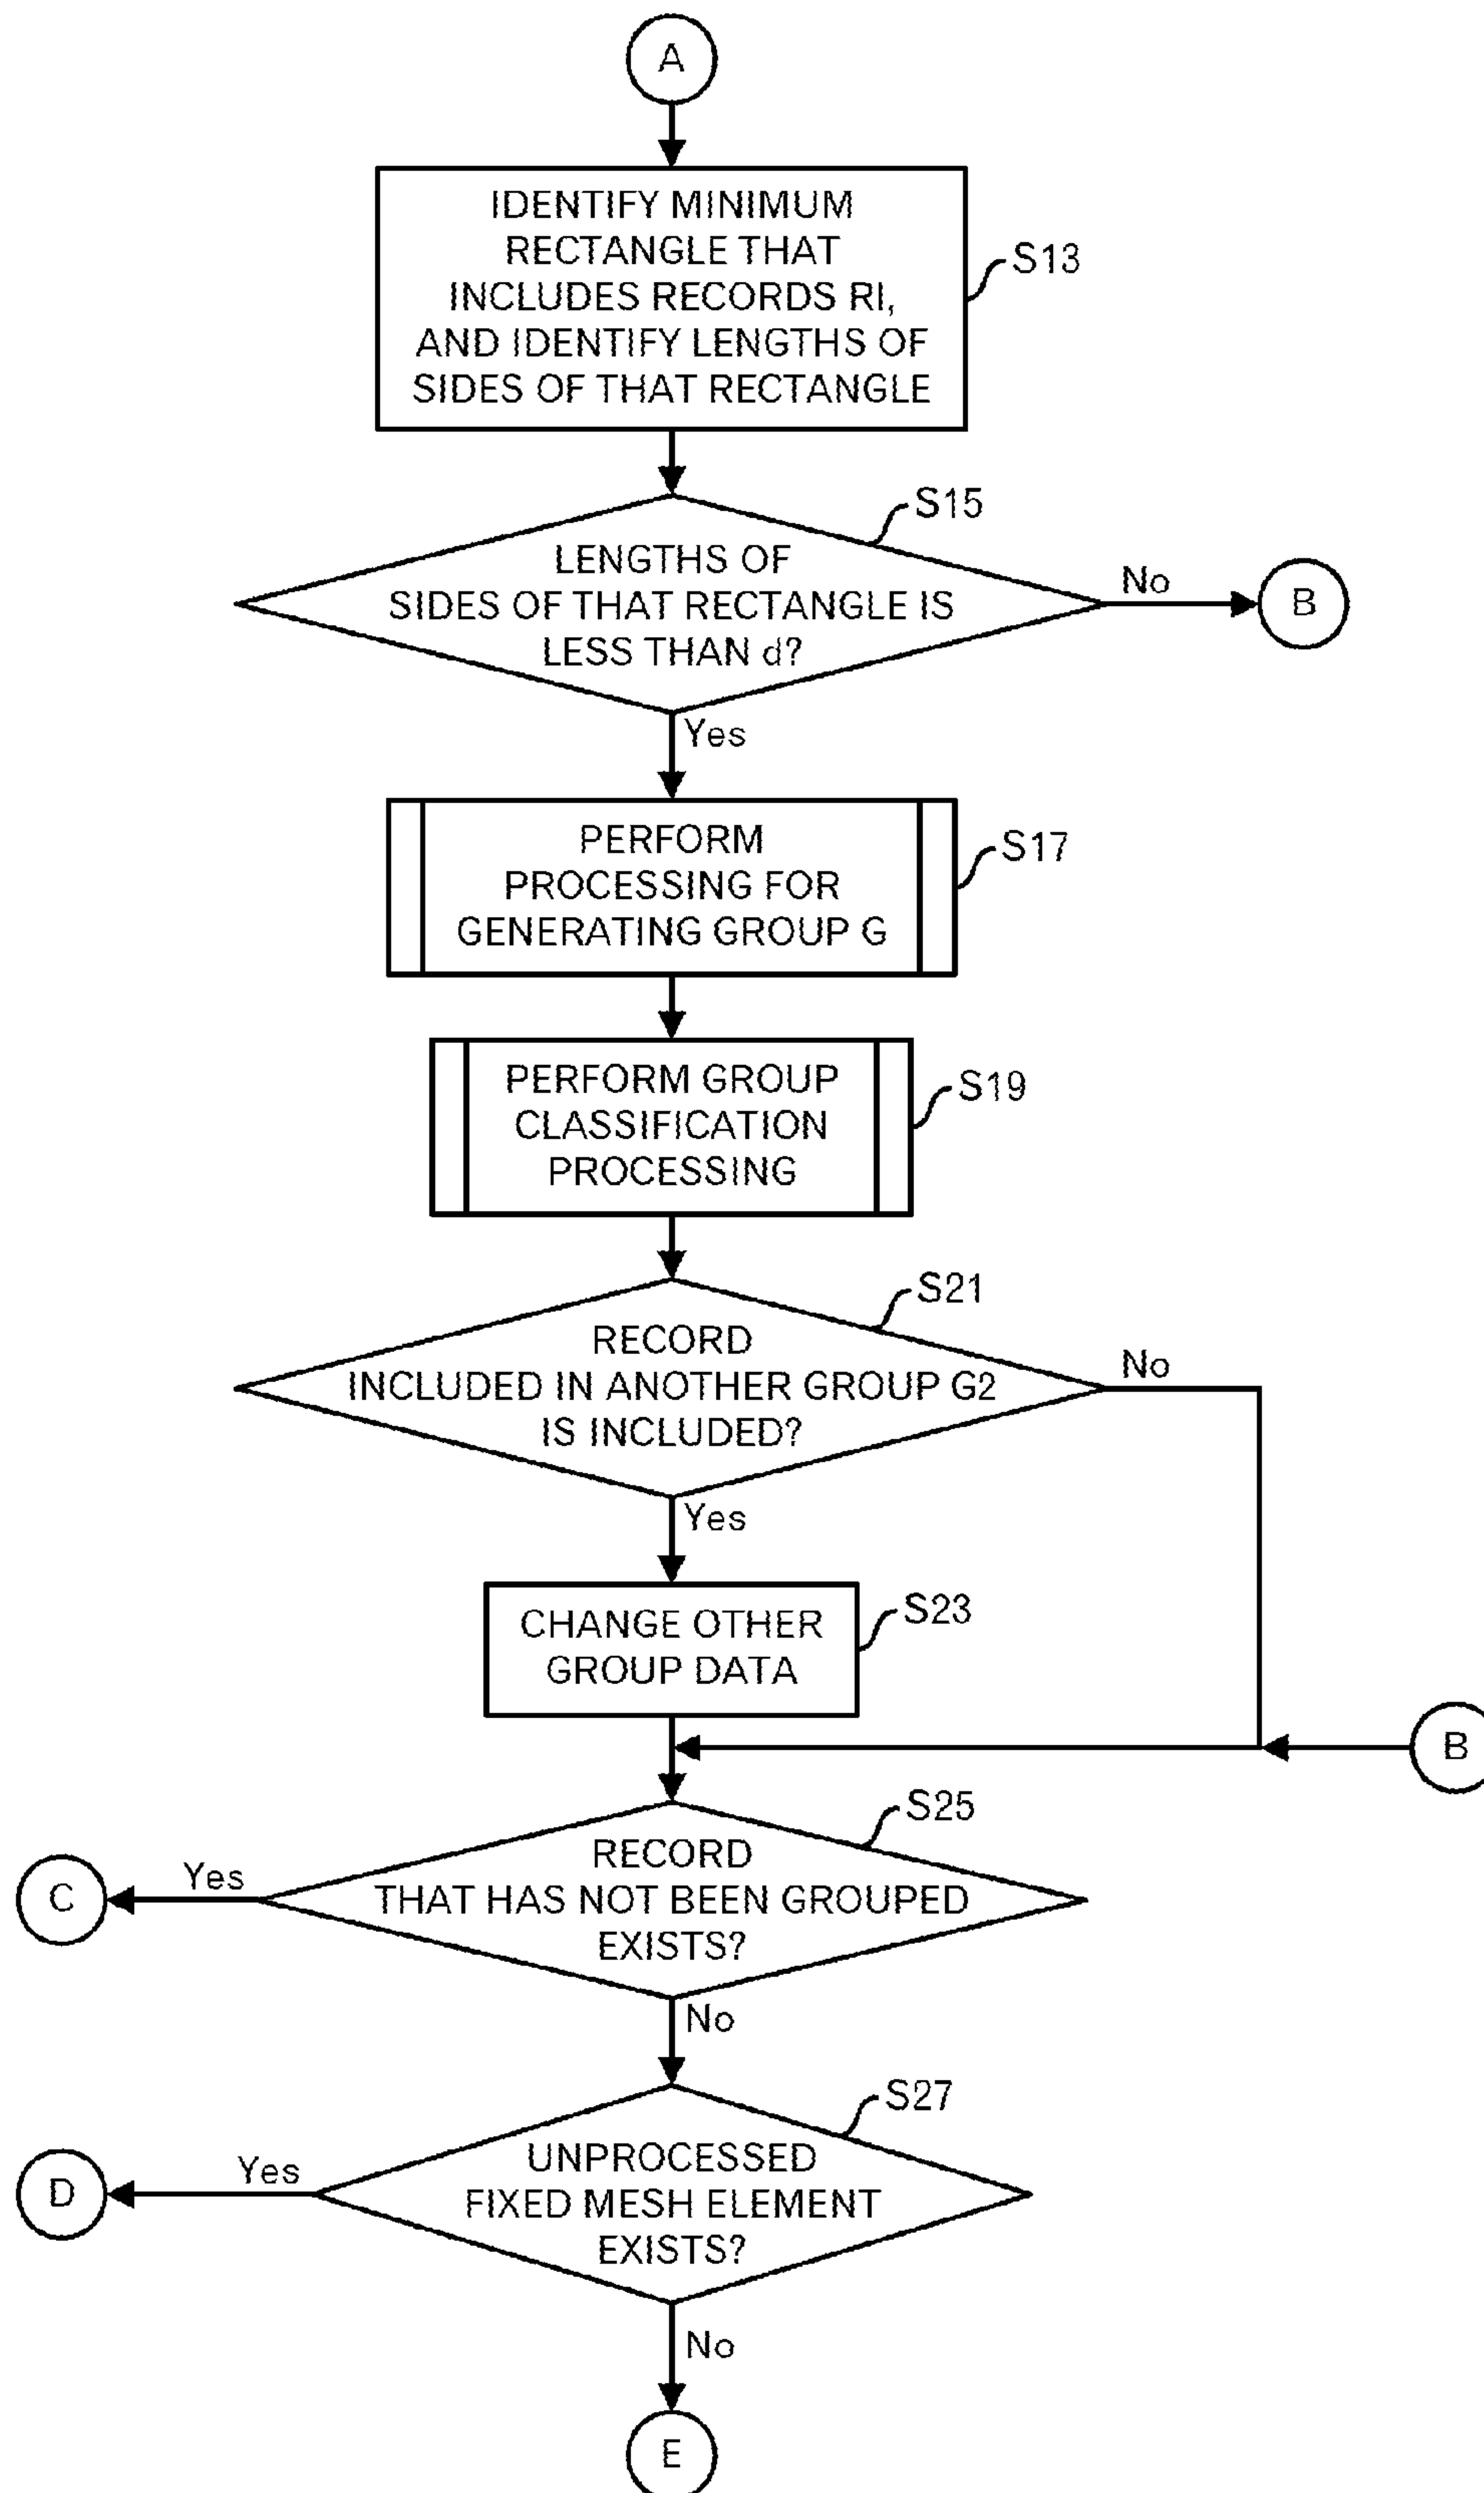 A
IDENTIFY MINIMUM
RECTANGLE THAT
INCLUDES RECORDS RI,
AND IDENTIFY LENGTHS OF
SIDES OF THAT RECTANGLE
S13
S15
LENGTHS OF
SIDES OF THAT RECTANGLE IS
LESS THAN d?
No
B
Yes
PERFORM
PROCESSING FOR
GENERATING GROUP G
S17
PERFORM GROUP
CLASSIFICATION
PROCESSING
S19
S21
RECORD
INCLUDED IN ANOTHER GROUP G2
IS INCLUDED?
No
Yes
CHANGE OTHER
GROUP DATA
S23
B
S25
RECORD
THAT HAS NOT BEEN GROUPED
EXISTS?
Yes
C
No
S27
UNPROCESSED
FIXED MESH ELEMENT
EXISTS?
Yes
D
No
E